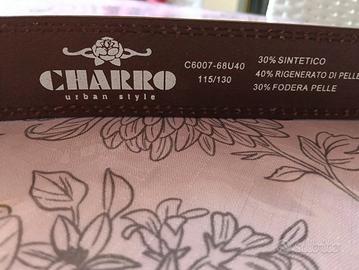 CHARRO
urban style
C6007-68U40
115/130
30% SINTETICO
40% RIGENERATO DI PELLE
30% FODERA PELLE